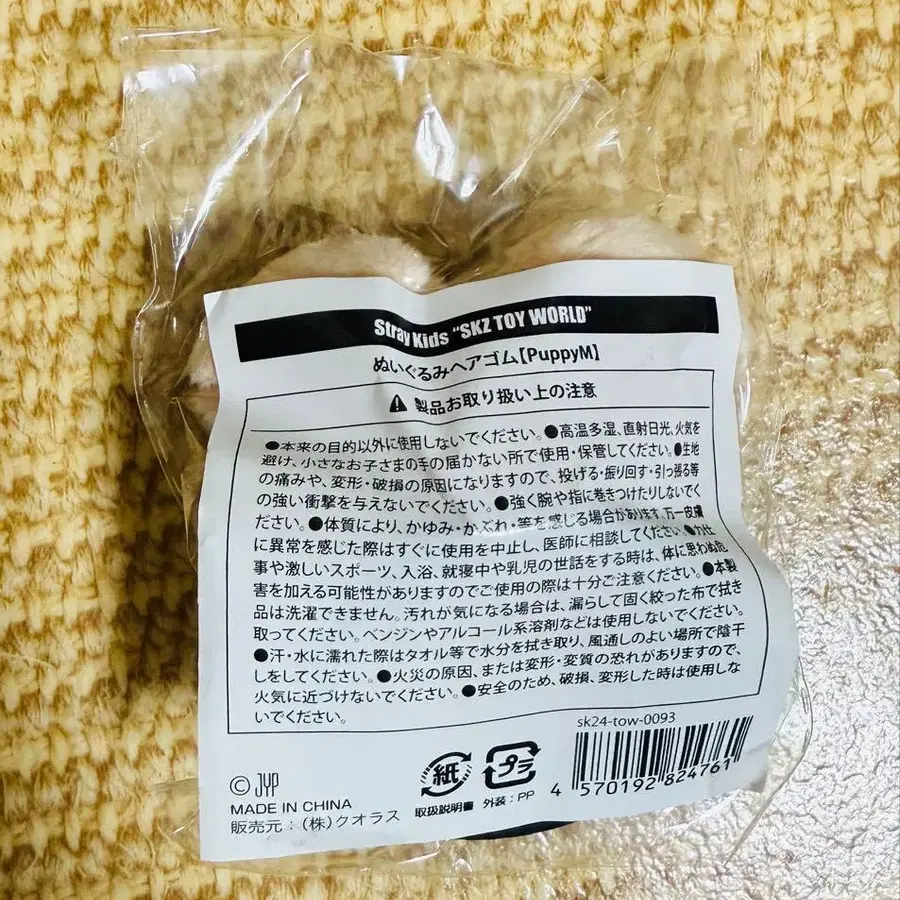 Stray Kids "SKZ TOY WORLD"
ぬいぐるみヘアゴム【PuppyM】
製品お取り扱い上の注意
●本来の目的以外に使用しないでください。●高温多湿、直射日光、火気を
避け、小さなお子さまの手の届かない所で使用・保管してください。●生地
の痛みや、変形・破損の原因になりますので、投げる・振り回す・引っ張る等
の強い衝撃を与えないでください。●強く腕や指に巻きつけたりしないでく
ださい。●体質により、かゆみ・かぶれ・等を感じる場合があります。万一皮膚
に異常を感じた際はすぐに使用を中止し、医師に相談してください。●力仕
事や激しいスポーツ、入浴、就寝中や乳児の世話をする時は、体に思わぬ危
害を加える可能性がありますのでご使用の際は十分ご注意ください。●本製
品は洗濯できません。汚れが気になる場合は、濡らして固く絞った布で拭き
取ってください。ベンジンやアルコール系溶剤などは使用しないでください。
●汗・水に濡れた際はタオル等で水分を拭き取り、風通しのよい場所で陰干
しをしてください。●火災の原因、または変形・変質の恐れがありますので、
火気に近づけないでください。●安全のため、破損、変形した時は使用しな
いでください。
sk24-tow-0093
© JYP
MADE IN CHINA
販売元：(株)クオラス
紙
取扱説明書
プラ
外装：PP
4 570192 824761